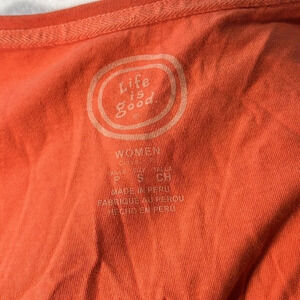 Life
is
good.
WOMEN
P S CH
MADE IN PERU
FABRIQUÉ AU PÉROU
HECHO EN PERU